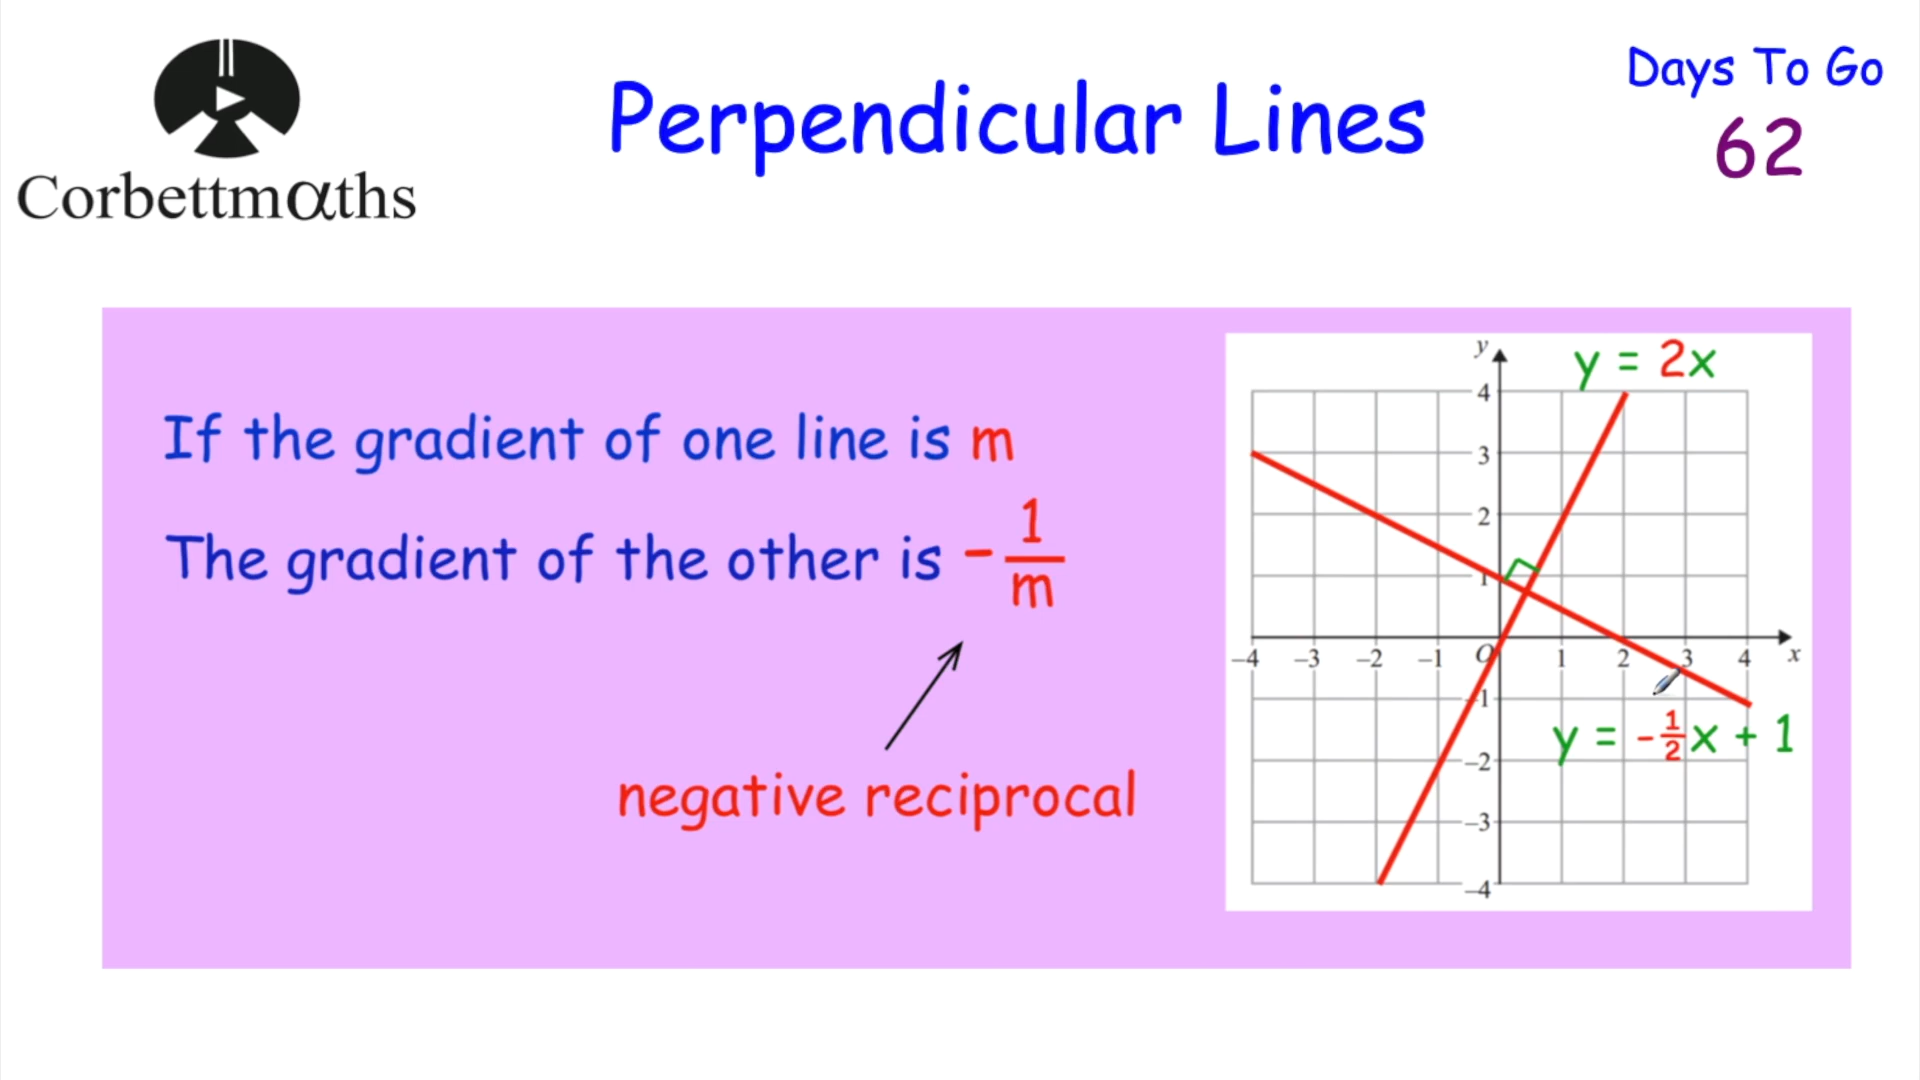 Corbettmαths
Perpendicular Lines
Days To Go
62
If the gradient of one line is m
The gradient of the other is -1/m
negative reciprocal
y
y = 2x
4
3
2
1
–4 –3 –2 –1 O 1 2 3 4 x
–1
y = -1/2x + 1
–2
–3
–4